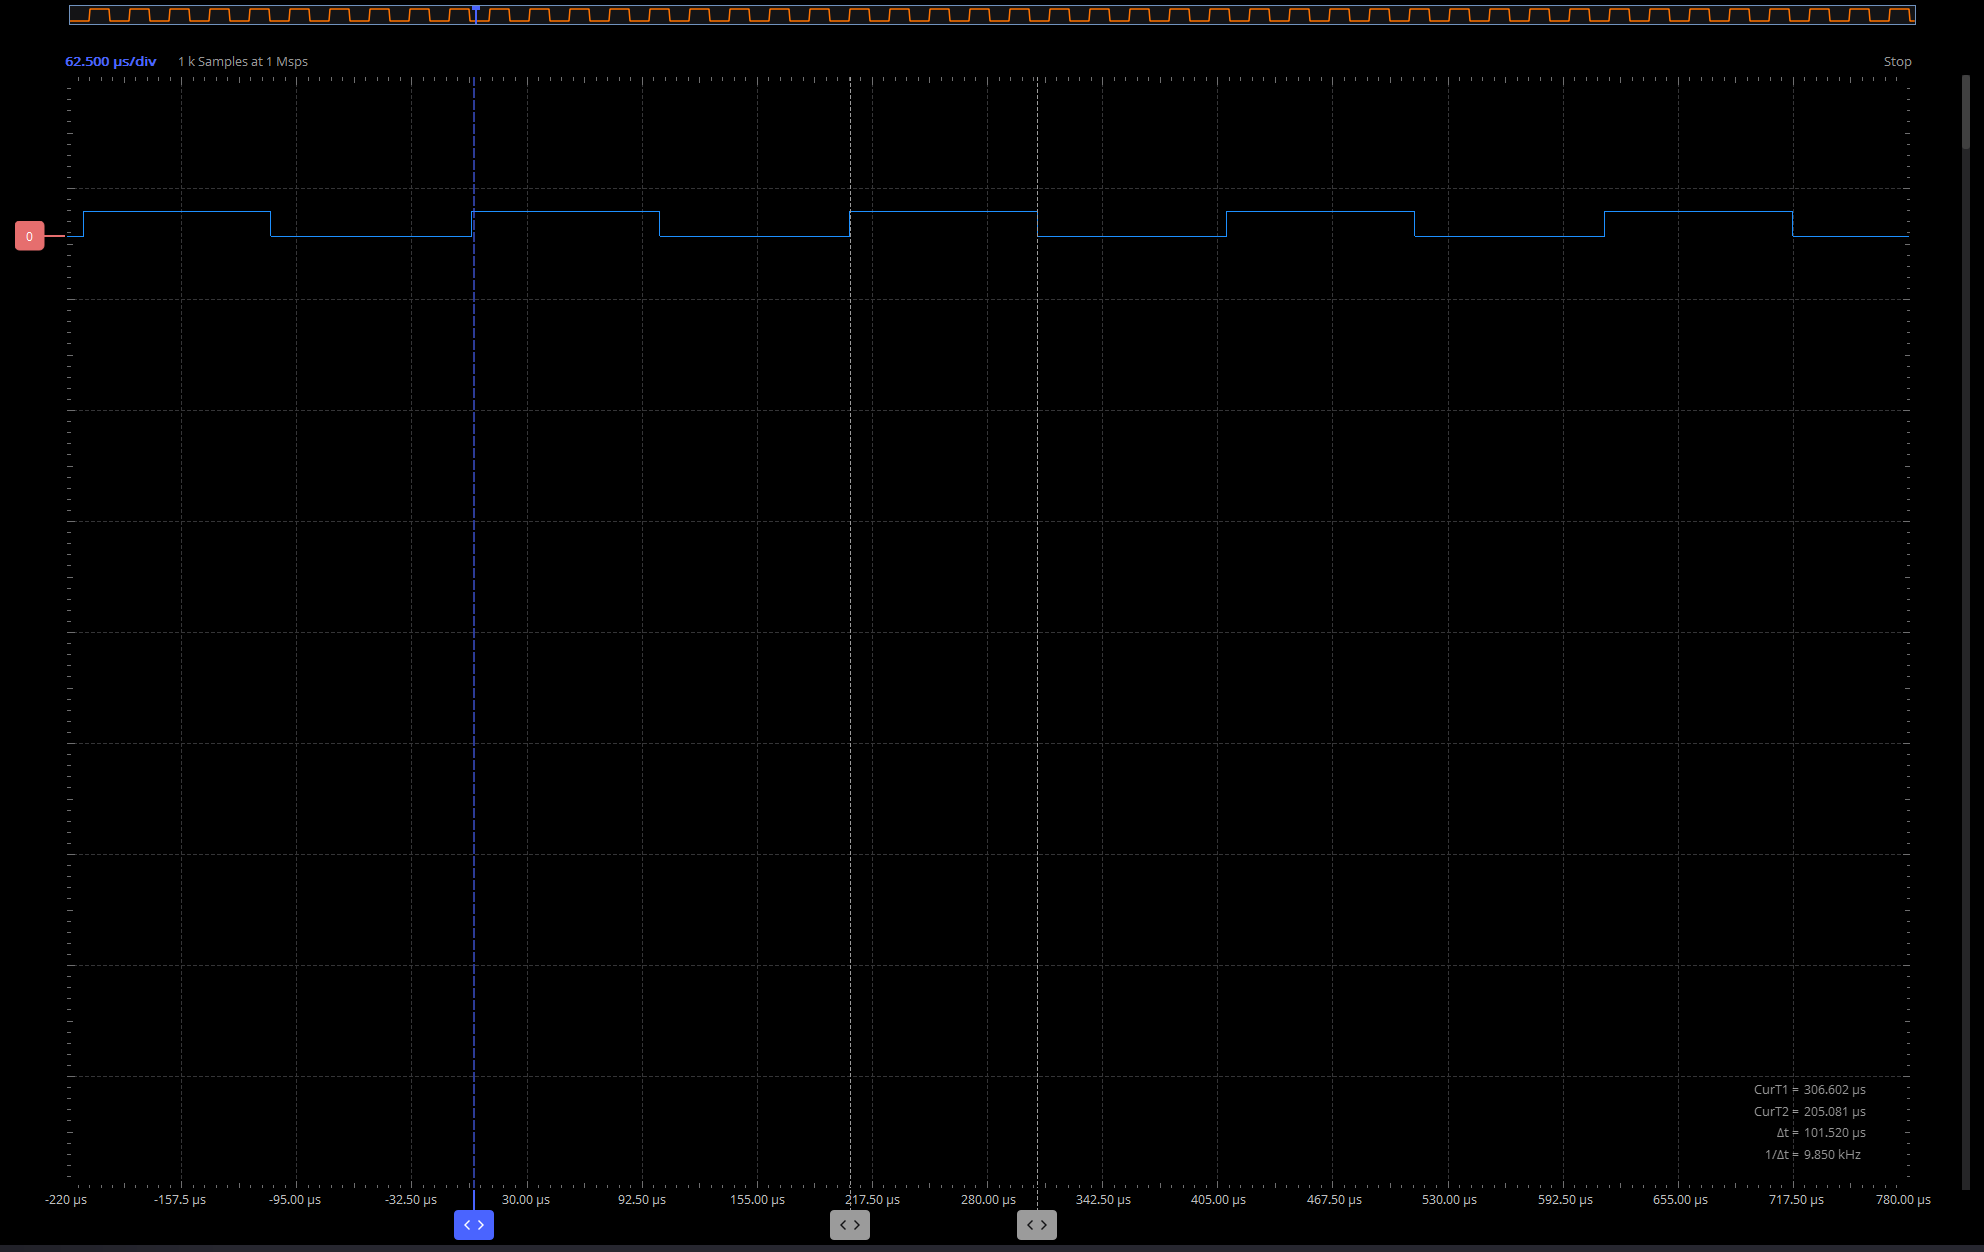 62.500 µs/div 1 k Samples at 1 Msps Stop
0
CurT1 = 306.602 µs
CurT2 = 205.081 µs
Δt = 101.520 µs
1/Δt = 9.850 kHz
-220 µs -157.5 µs -95.00 µs -32.50 µs 30.00 µs 92.50 µs 155.00 µs 217.50 µs 280.00 µs 342.50 µs 405.00 µs 467.50 µs 530.00 µs 592.50 µs 655.00 µs 717.50 µs 780.00 µs